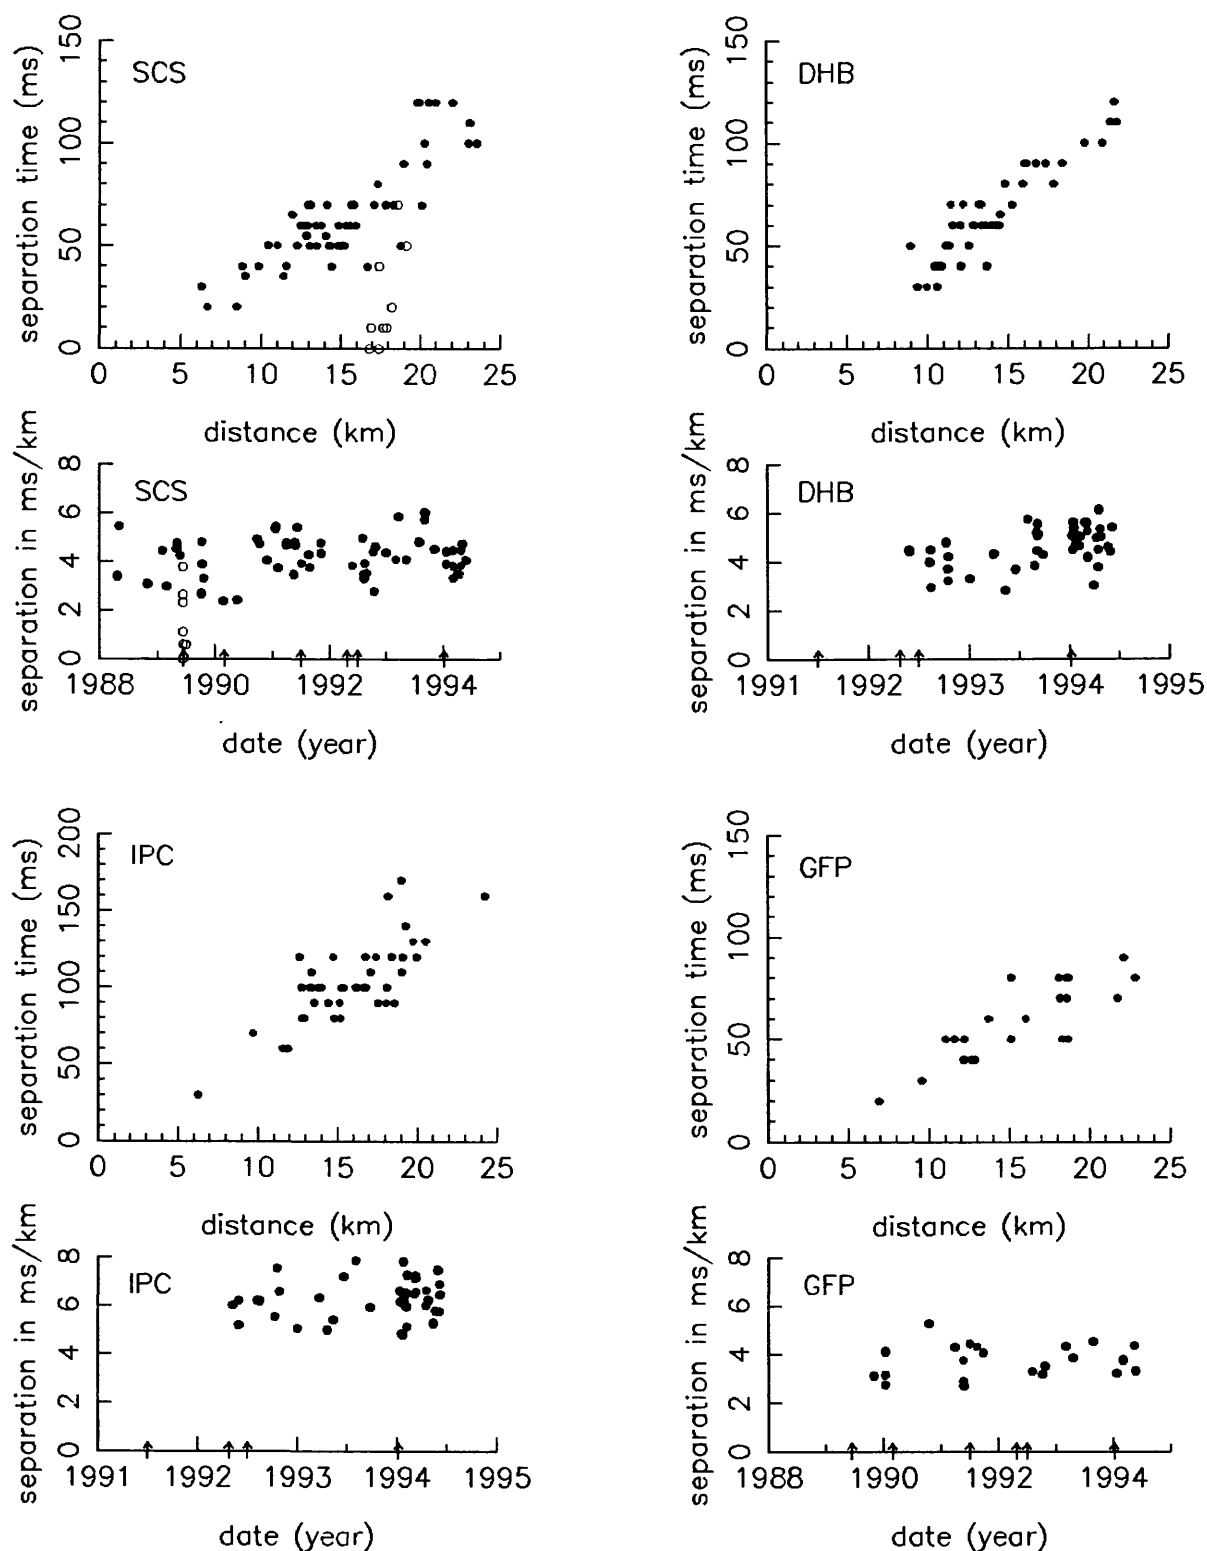 separation time (ms)
0 50 100 150
SCS
0 5 10 15 20 25
distance (km)
separation time (ms)
0 50 100 150
DHB
0 5 10 15 20 25
distance (km)
separation in ms/km
0 2 4 6 8
SCS
1988 1990 1992 1994
date (year)
separation in ms/km
0 2 4 6 8
DHB
1991 1992 1993 1994 1995
date (year)
separation time (ms)
0 50 100 150 200
IPC
0 5 10 15 20 25
distance (km)
separation time (ms)
0 50 100 150
GFP
0 5 10 15 20 25
distance (km)
separation in ms/km
0 2 4 6 8
IPC
1991 1992 1993 1994 1995
date (year)
separation in ms/km
0 2 4 6 8
GFP
1988 1990 1992 1994
date (year)